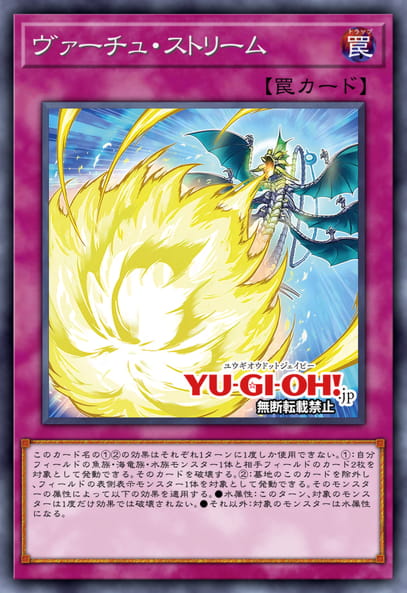 ヴァーチュ・ストリーム
トラップ
罠
【罠カード】
ユウギオウドットジェイピー
YU-GI-OH!.jp
無断転載禁止
このカード名の①②の効果はそれぞれ1ターンに1度しか使用できない。①:自分
フィールドの魚族・海竜族・水族モンスター1体と相手フィールドのカード2枚を
対象として発動できる。そのカードを破壊する。②:墓地のこのカードを除外し、
フィールドの表側表示モンスター1体を対象として発動できる。そのモンス
ターの属性によって以下の効果を適用する。●水属性:このターン、対象のモンスタ
ーは1度だけ効果では破壊されない。●それ以外:対象のモンスターは水属性
になる。